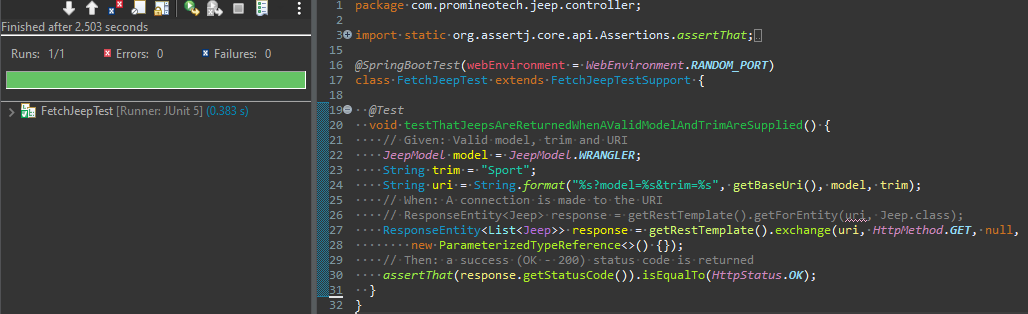 Finished after 2.503 seconds
Runs: 1/1 Errors: 0 Failures: 0
FetchJeepTest [Runner: JUnit 5] (0.383 s)
1 package com.promineotech.jeep.controller;
2
3 import static org.assertj.core.api.Assertions.assertThat;
15
16 @SpringBootTest(webEnvironment = WebEnvironment.RANDOM_PORT)
17 class FetchJeepTest extends FetchJeepTestSupport {
18
19 @Test
20 void testThatJeepsAreReturnedWhenAValidModelAndTrimAreSupplied() {
21 // Given: Valid model, trim and URI
22 JeepModel model = JeepModel.WRANGLER;
23 String trim = "Sport";
24 String uri = String.format("%s?model=%s&trim=%s", getBaseUri(), model, trim);
25 // When: A connection is made to the URI
26 // ResponseEntity<Jeep> response = getRestTemplate().getForEntity(uri, Jeep.class);
27 ResponseEntity<List<Jeep>> response = getRestTemplate().exchange(uri, HttpMethod.GET, null,
28 new ParameterizedTypeReference<>() {});
29 // Then: a success (OK - 200) status code is returned
30 assertThat(response.getStatusCode()).isEqualTo(HttpStatus.OK);
31 }
32 }